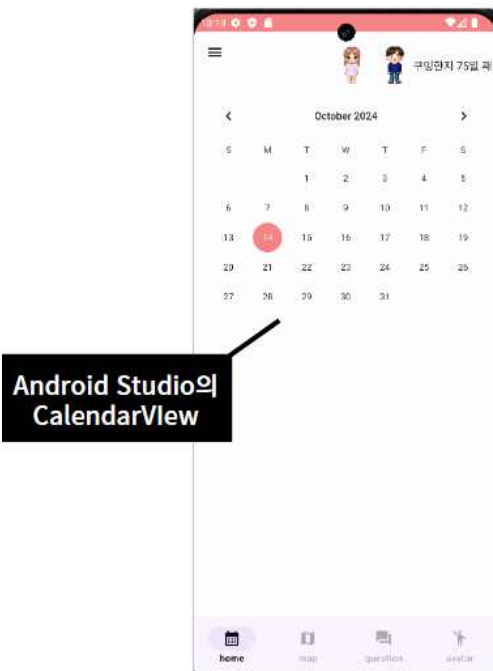 10:13
구잉한지 75일 째
October 2024
S M T W T F S
1 2 3 4 5
6 7 8 9 10 11 12
13 14 15 16 17 18 19
20 21 22 23 24 25 26
27 28 29 30 31
Android Studio의
CalendarVIew
home map question avatar